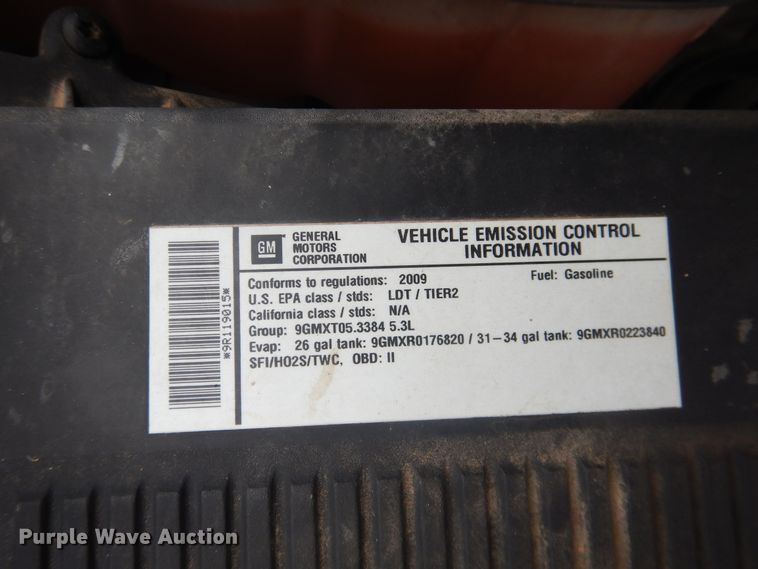 *9R119015*
GM
GENERAL
MOTORS
CORPORATION
VEHICLE EMISSION CONTROL
INFORMATION
Conforms to regulations: 2009 Fuel: Gasoline
U.S. EPA class / stds: LDT / TIER2
California class / stds: N/A
Group: 9GMXT05.3384 5.3L
Evap: 26 gal tank: 9GMXR0176820 / 31-34 gal tank: 9GMXR0223840
SFI/HO2S/TWC, OBD: II
Purple Wave Auction